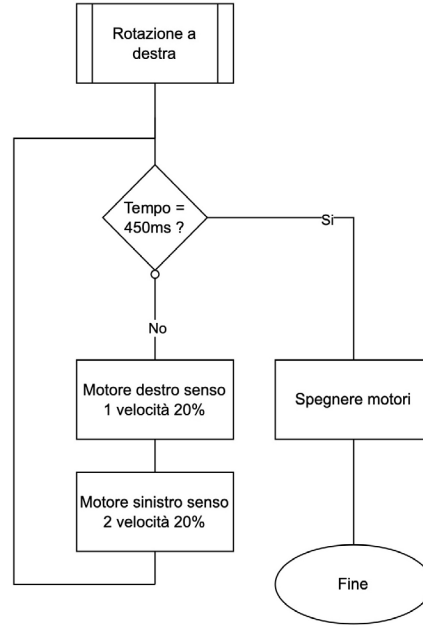 Rotazione a
destra
Tempo =
450ms ?
Si
No
Motore destro senso
1 velocità 20%
Spegnere motori
Motore sinistro senso
2 velocità 20%
Fine